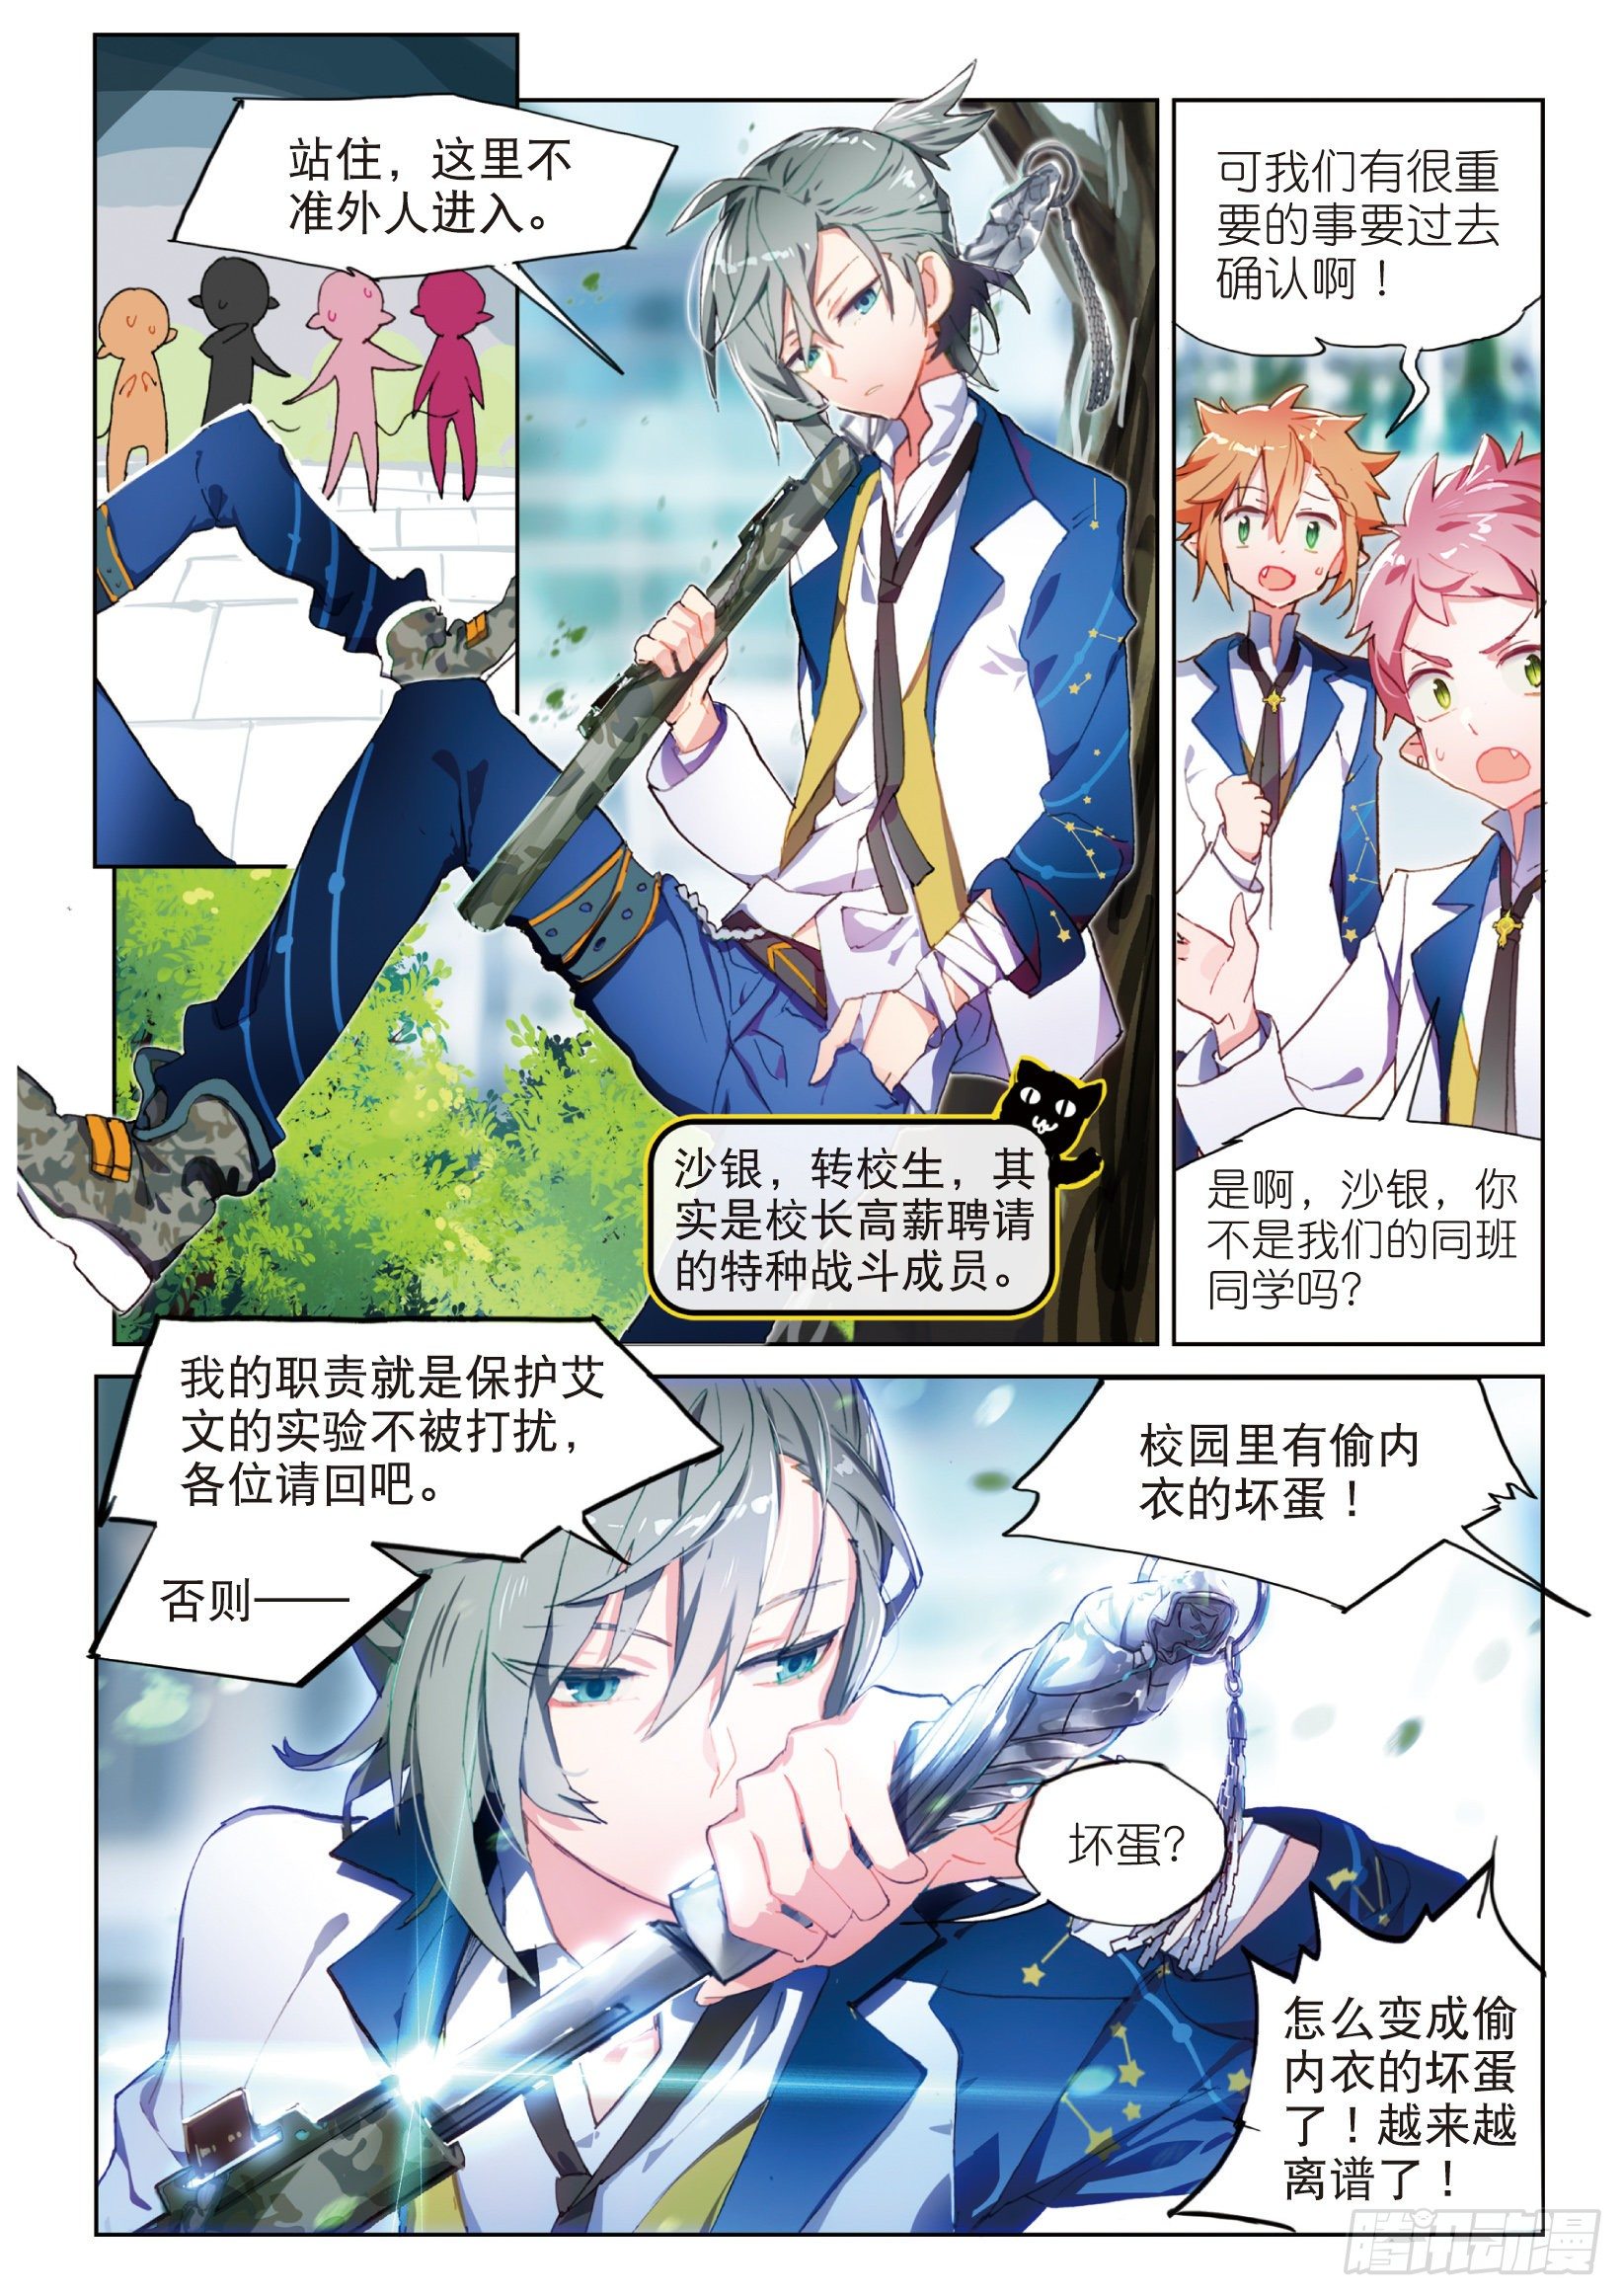 站住，这里不
准外人进入。
可我们有很重
要的事要过去
确认啊！
是啊，沙银，你
不是我们的同班
同学吗？
沙银，转校生，其
实是校长高薪聘请
的特种战斗成员。
我的职责就是保护艾
文的实验不被打扰，
各位请回吧。
否则——
校园里有偷内
衣的坏蛋！
坏蛋？
怎么变成偷
内衣的坏蛋
了！越来越
离谱了！
腾讯动漫